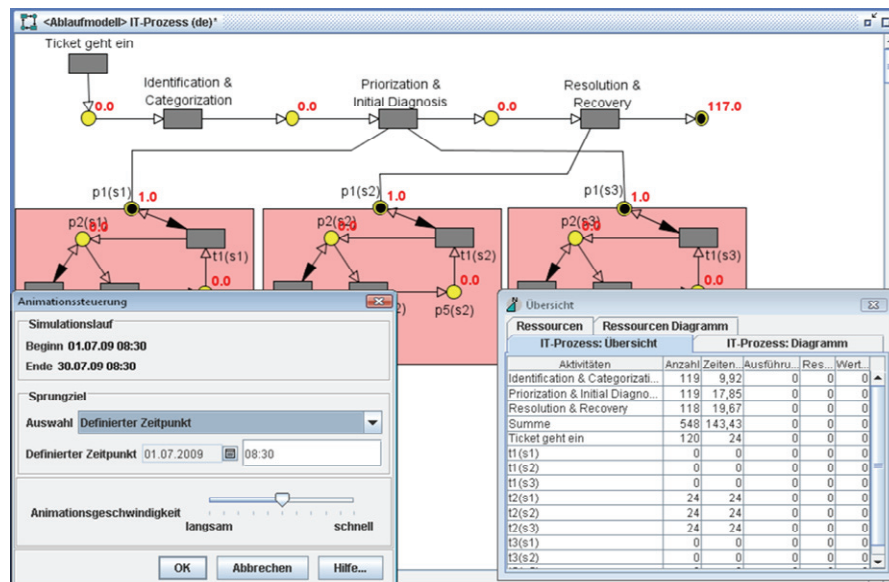 <Ablaufmodell> IT-Prozess (de)*
Ticket geht ein
Identification &
Categorization
Priorization &
Initial Diagnosis
Resolution &
Recovery
0.0
0.0
0.0
117.0
p1(s1)
1.0
p1(s2)
1.0
p1(s3)
1.0
p2(s1)
0.0
t1(s1)
0.0
p2(s2)
0.0
t1(s2)
0.0
p5(s2)
p2(s3)
0.0
t1(s3)
0.0
Animationssteuerung
Simulationslauf
Beginn 01.07.09 08:30
Ende 30.07.09 08:30
Sprungziel
Auswahl Definierter Zeitpunkt
Definierter Zeitpunkt 01.07.2009 08:30
Animationsgeschwindigkeit
langsam schnell
OK Abbrechen Hilfe...
Übersicht
Ressourcen Ressourcen Diagramm
IT-Prozess: Übersicht IT-Prozess: Diagramm
Aktivitäten Anzahl Zeiten... Ausführu... Res... Wert...
Identification & Categorizati... 119 9,92 0 0 0
Priorization & Initial Diagno... 119 17,85 0 0 0
Resolution & Recovery 118 19,67 0 0 0
Summe 548 143,43 0 0 0
Ticket geht ein 120 24 0 0 0
t1(s1) 0 0 0 0 0
t1(s2) 0 0 0 0 0
t1(s3) 0 0 0 0 0
t2(s1) 24 24 0 0 0
t2(s2) 24 24 0 0 0
t2(s3) 24 24 0 0 0
t3(s1) 0 0 0 0 0
t3(s2) 0 0 0 0 0